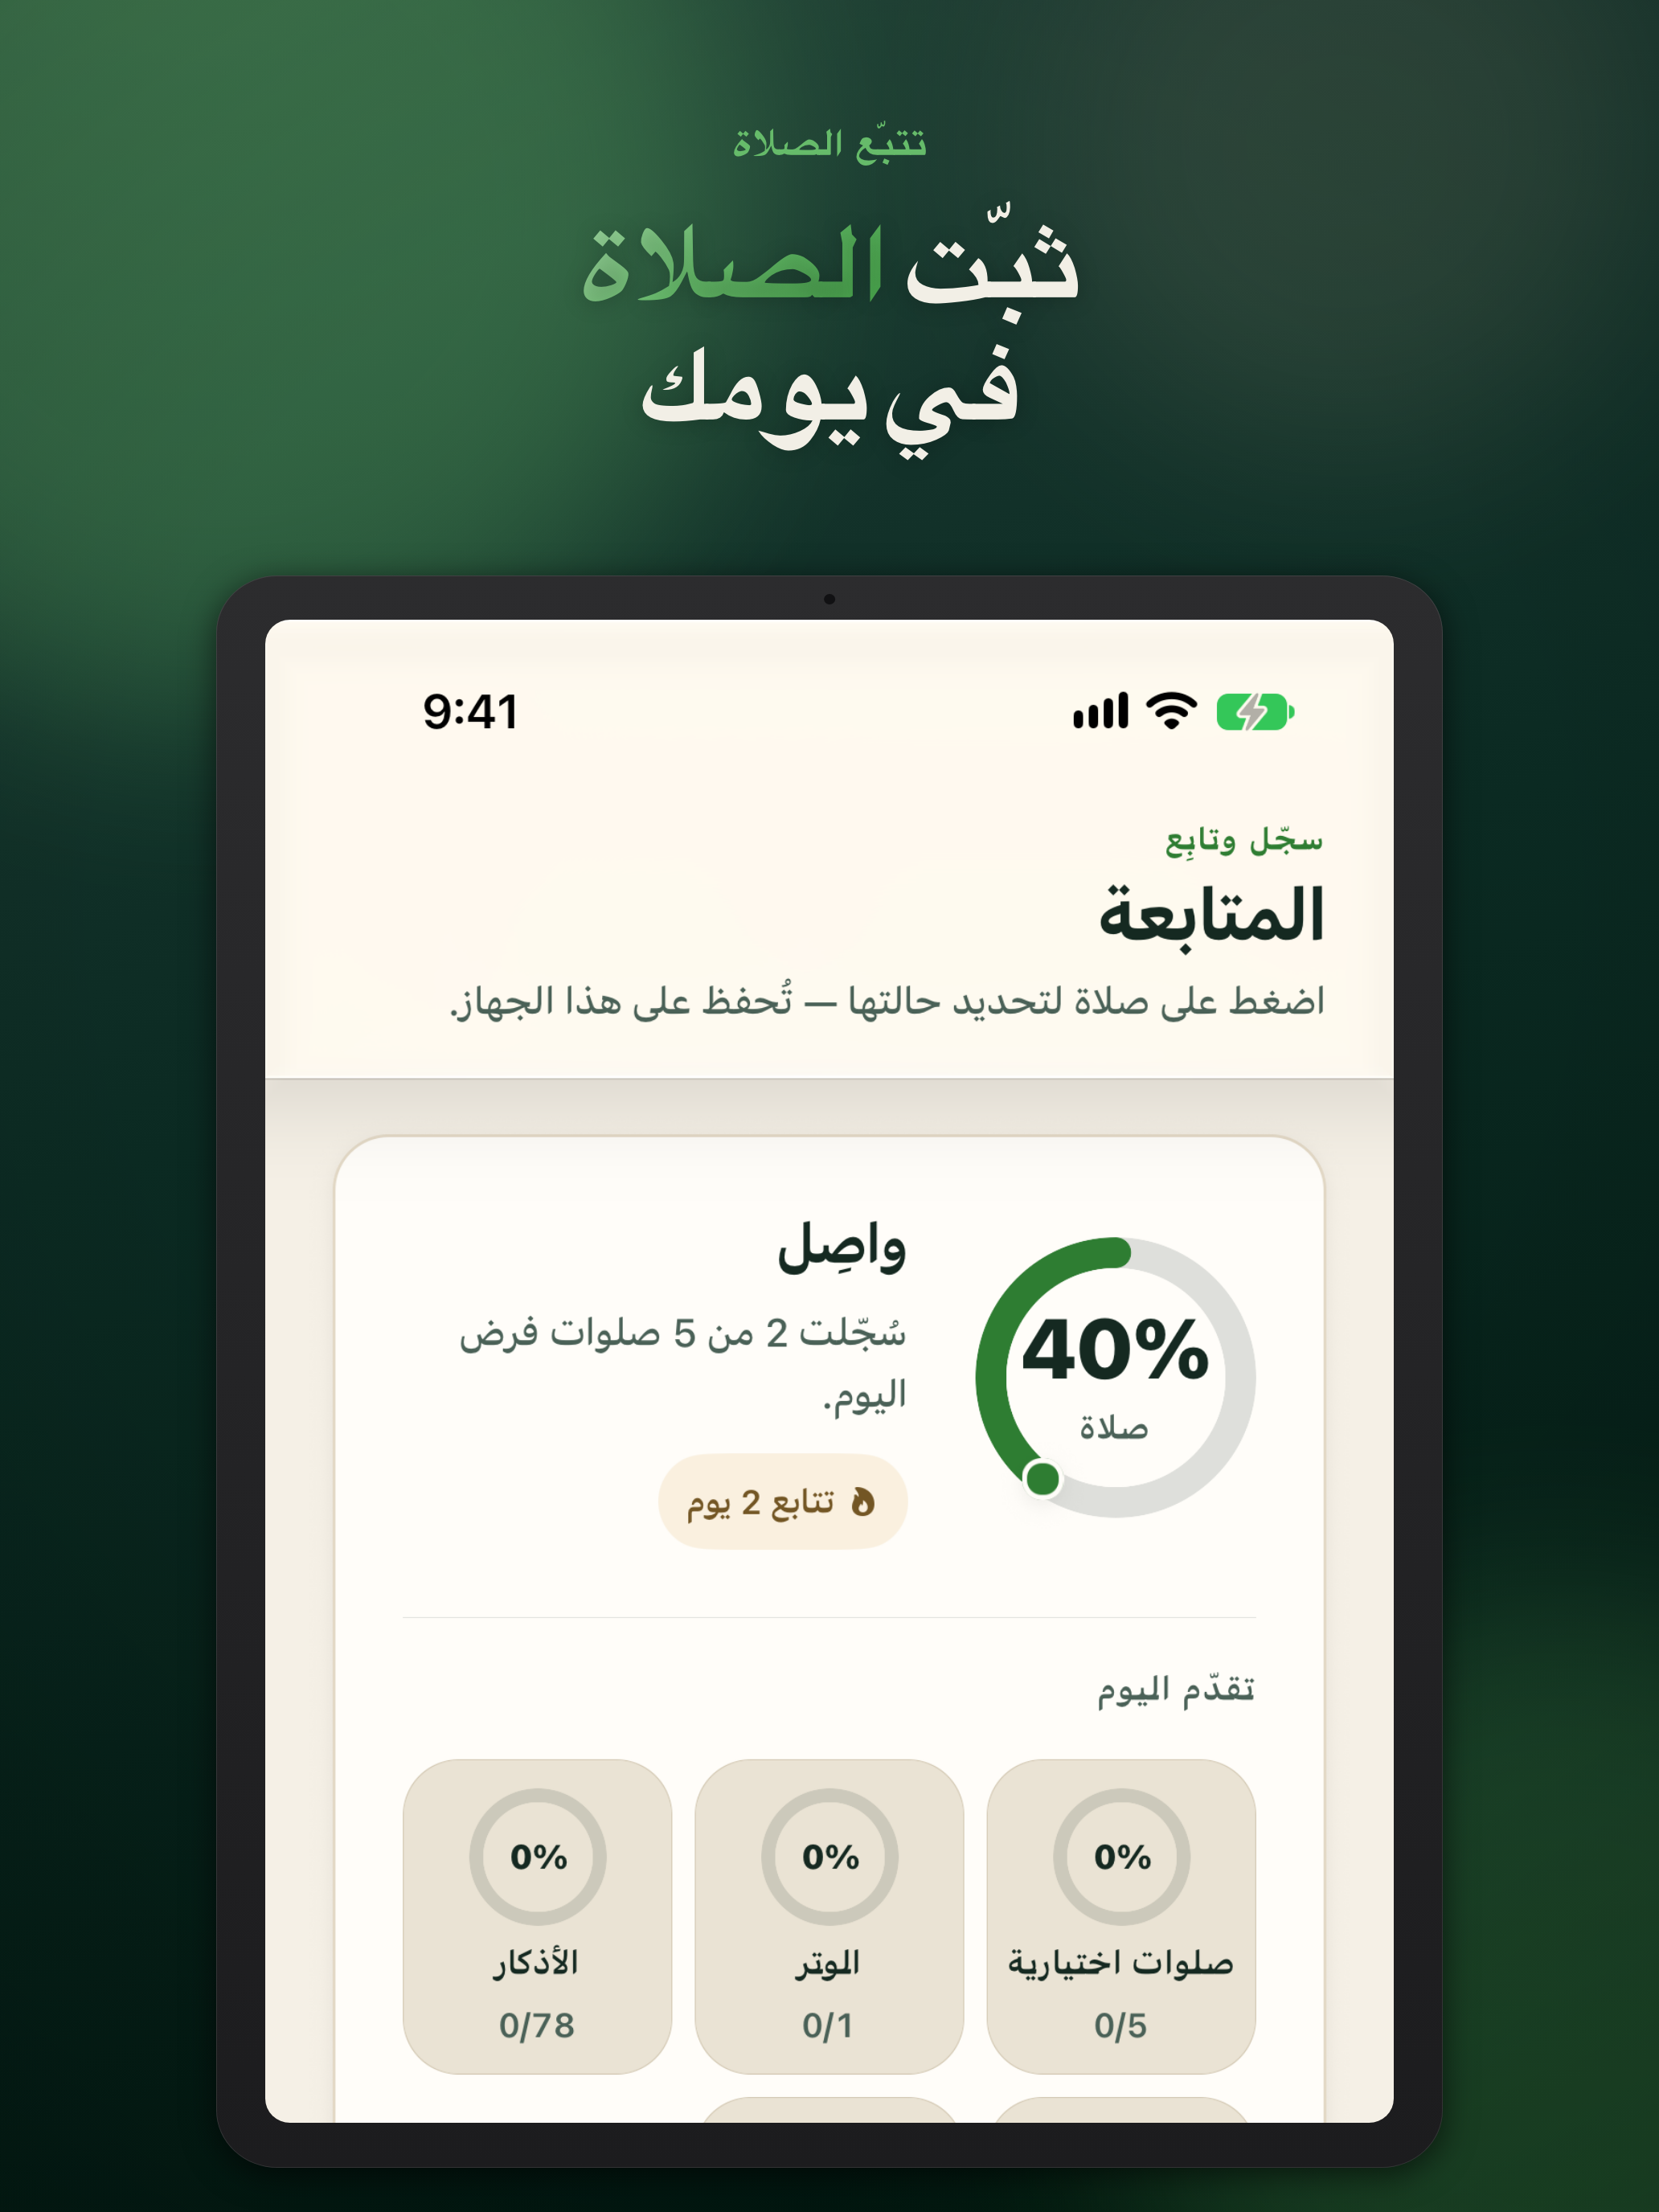 تتبّع الصلاة
ثبّت الصلاة
في يومك
9:41
سجّل وتابِع
المتابعة
اضغط على صلاة لتحديد حالتها — تُحفظ على هذا الجهاز.
40%
صلاة
واصِل
سُجّلت 2 من 5 صلوات فرض
اليوم.
تتابع 2 يوم
تقدّم اليوم
0%
صلوات اختيارية
0/5
0%
الوتر
0/1
0%
الأذكار
0/78